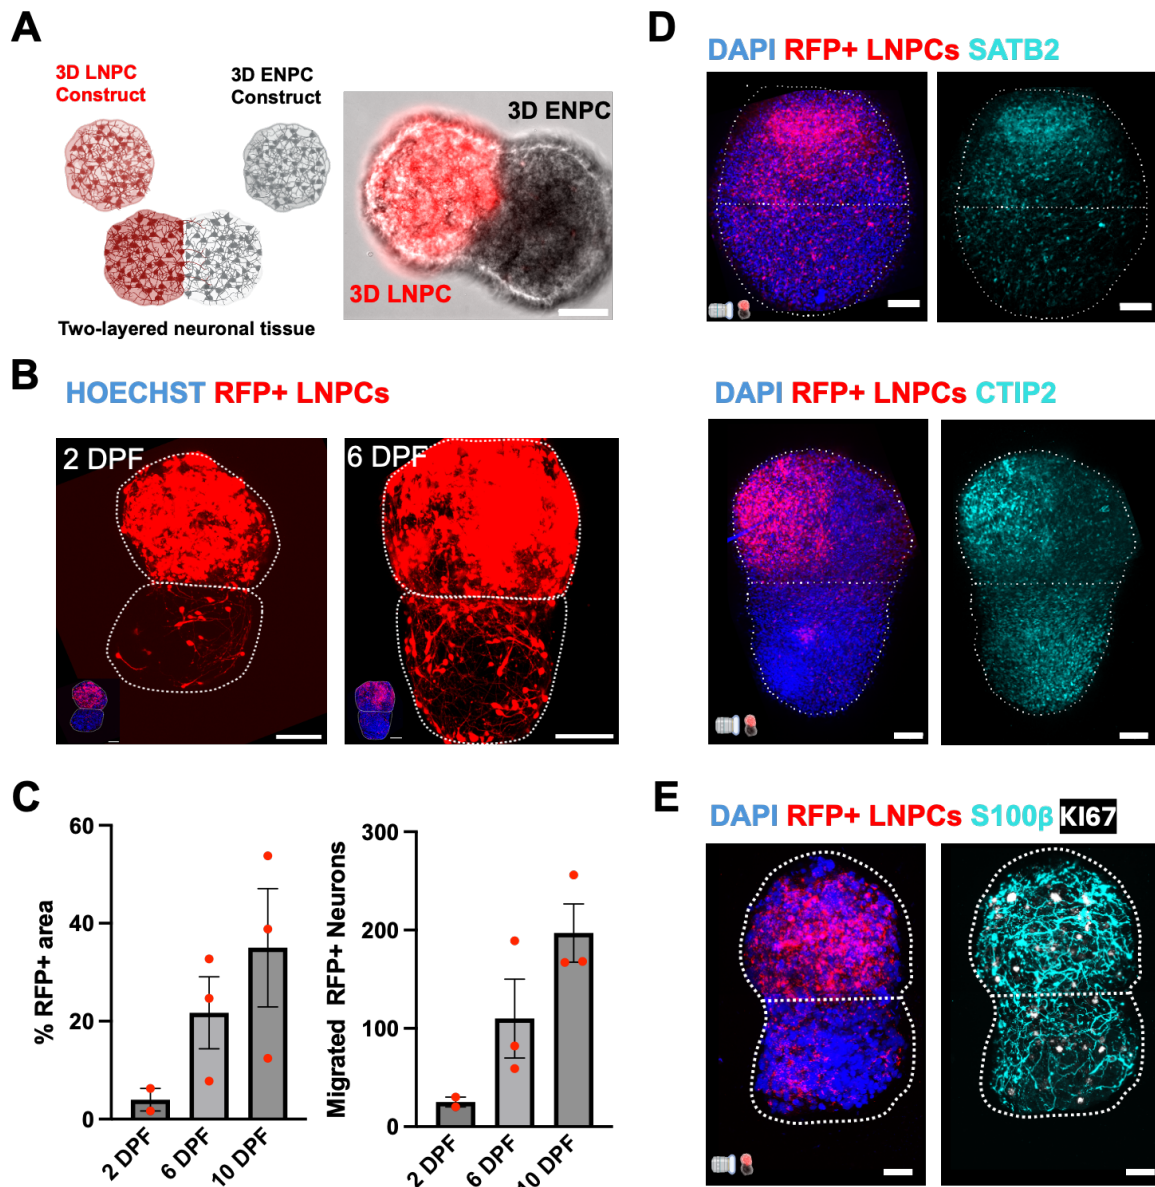 A
3D LNPC
Construct
3D ENPC
Construct
Two-layered neuronal tissue
3D ENPC
3D LNPC
B
HOECHST RFP+ LNPCs
2 DPF
6 DPF
C
% RFP+ area
60
40
20
0
2 DPF
6 DPF
10 DPF
Migrated RFP+ Neurons
300
200
100
0
2 DPF
6 DPF
10 DPF
D
DAPI RFP+ LNPCs SATB2
DAPI RFP+ LNPCs CTIP2
E
DAPI RFP+ LNPCs S100β KI67